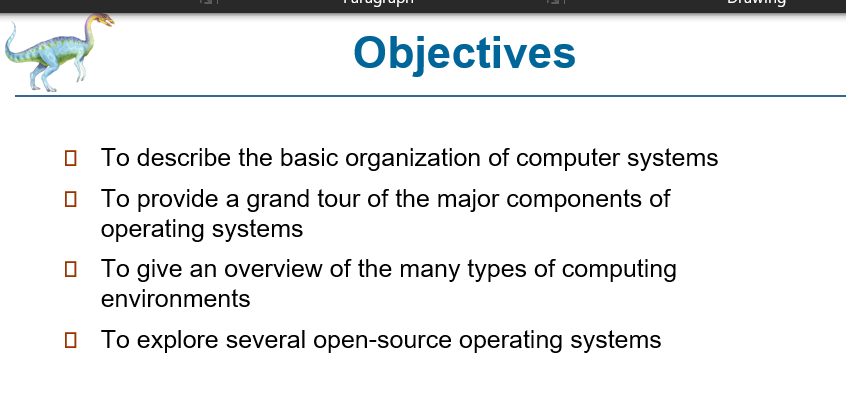 Paragraph
Drawing
Objectives
To describe the basic organization of computer systems
To provide a grand tour of the major components of
operating systems
To give an overview of the many types of computing
environments
To explore several open-source operating systems